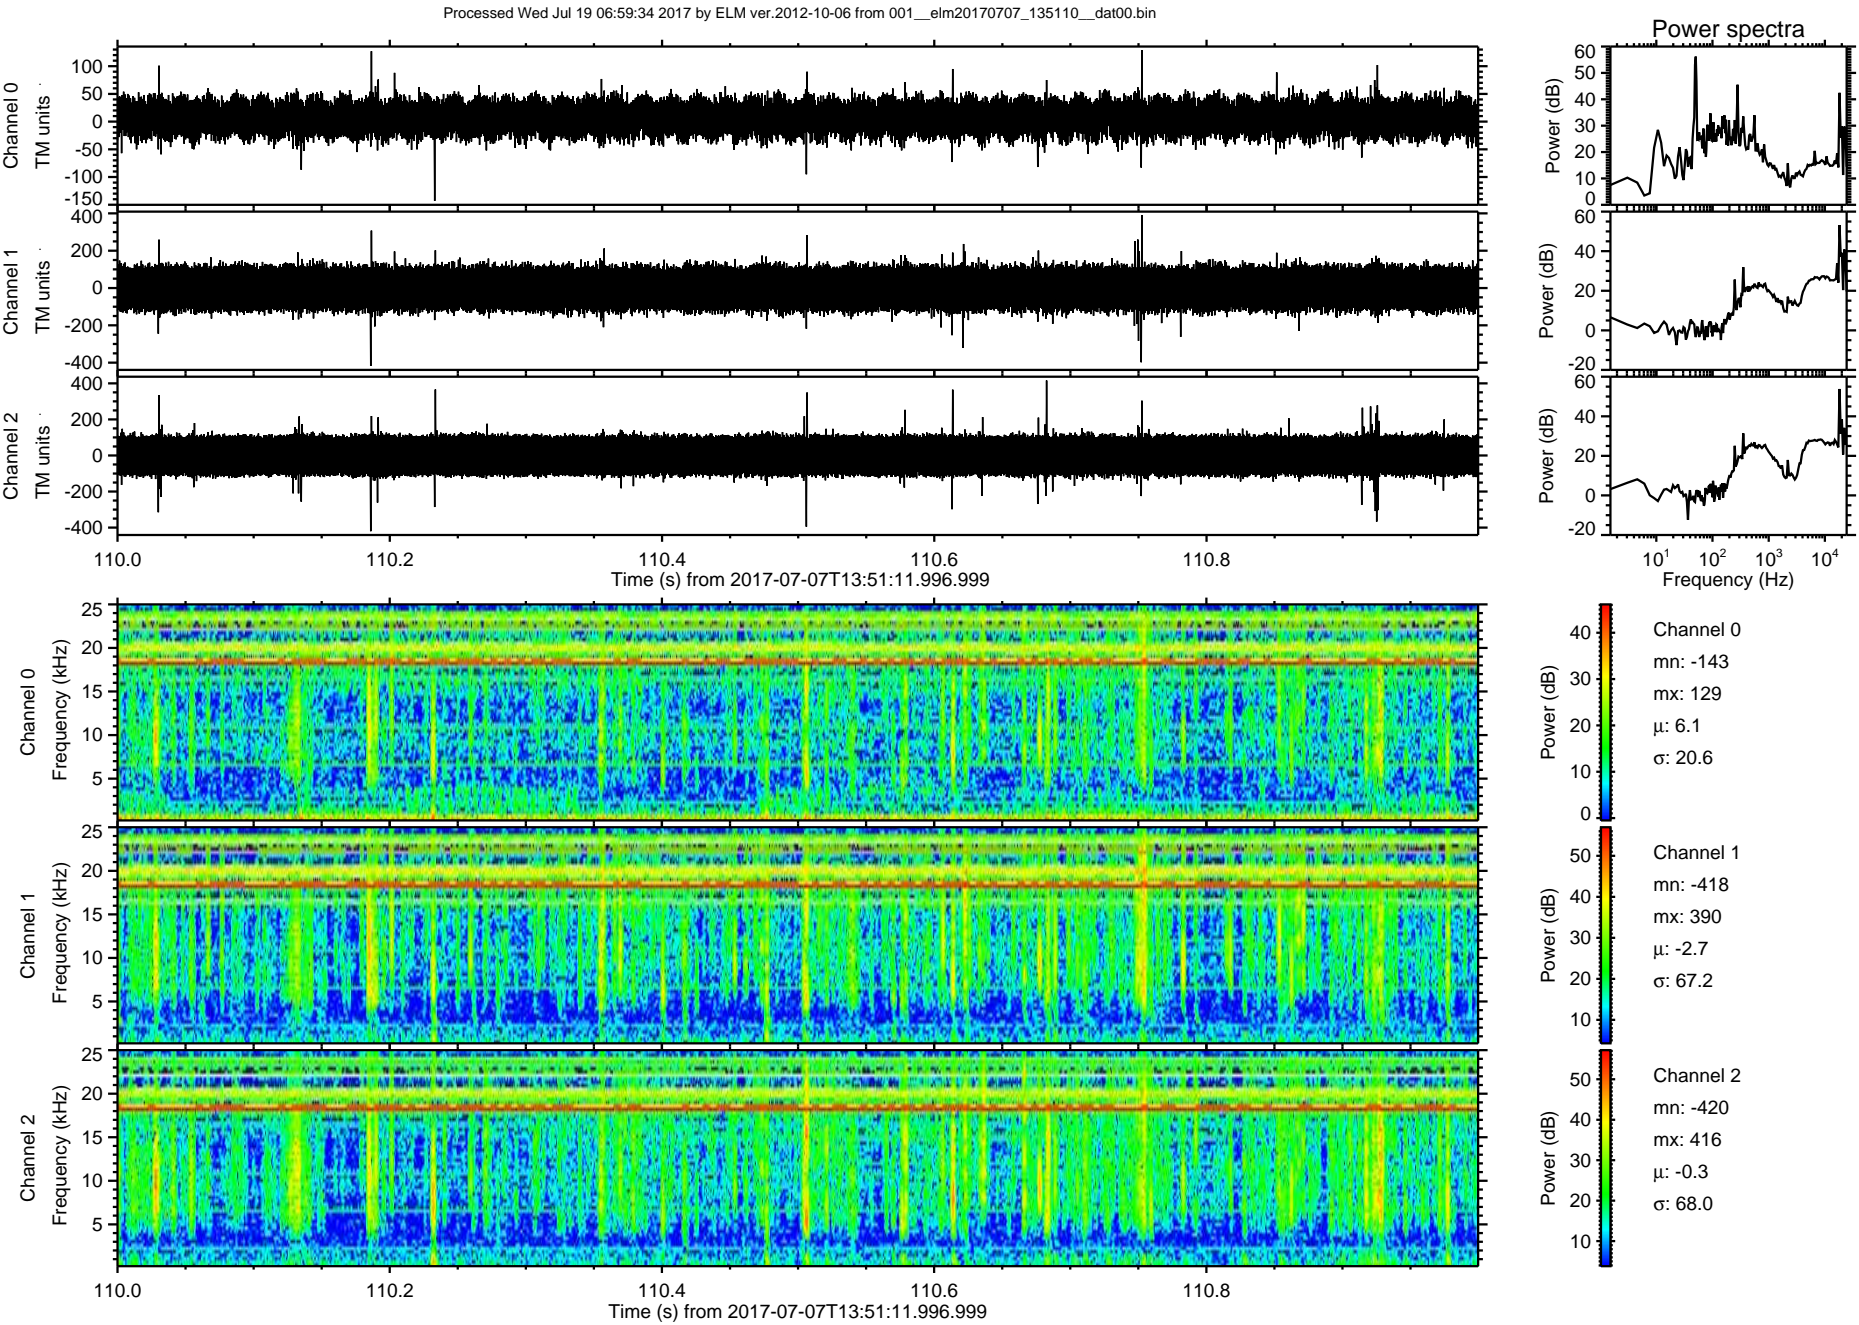 Processed Wed Jul 19 06:59:34 2017 by ELM ver.2012-10-06 from 001__elm20170707_135110__dat00.bin
Power spectra
Channel 0
TM units
100
50
0
-50
-100
-150
Power (dB)
60
50
40
30
20
10
0
Channel 1
TM units
400
200
0
-200
-400
Power (dB)
60
40
20
0
-20
Channel 2
TM units
400
200
0
-200
-400
Power (dB)
60
40
20
0
-20
110.0 110.2 110.4 110.6 110.8
Time (s) from 2017-07-07T13:51:11.996.999
10¹ 10² 10³ 10⁴
Frequency (Hz)
Channel 0
Frequency (kHz)
25
20
15
10
5
Power (dB)
40
30
20
10
0
Channel 0
mn: -143
mx: 129
µ: 6.1
σ: 20.6
Channel 1
Frequency (kHz)
25
20
15
10
5
Power (dB)
50
40
30
20
10
Channel 1
mn: -418
mx: 390
µ: -2.7
σ: 67.2
Channel 2
Frequency (kHz)
25
20
15
10
5
Power (dB)
50
40
30
20
10
Channel 2
mn: -420
mx: 416
µ: -0.3
σ: 68.0
110.0 110.2 110.4 110.6 110.8
Time (s) from 2017-07-07T13:51:11.996.999